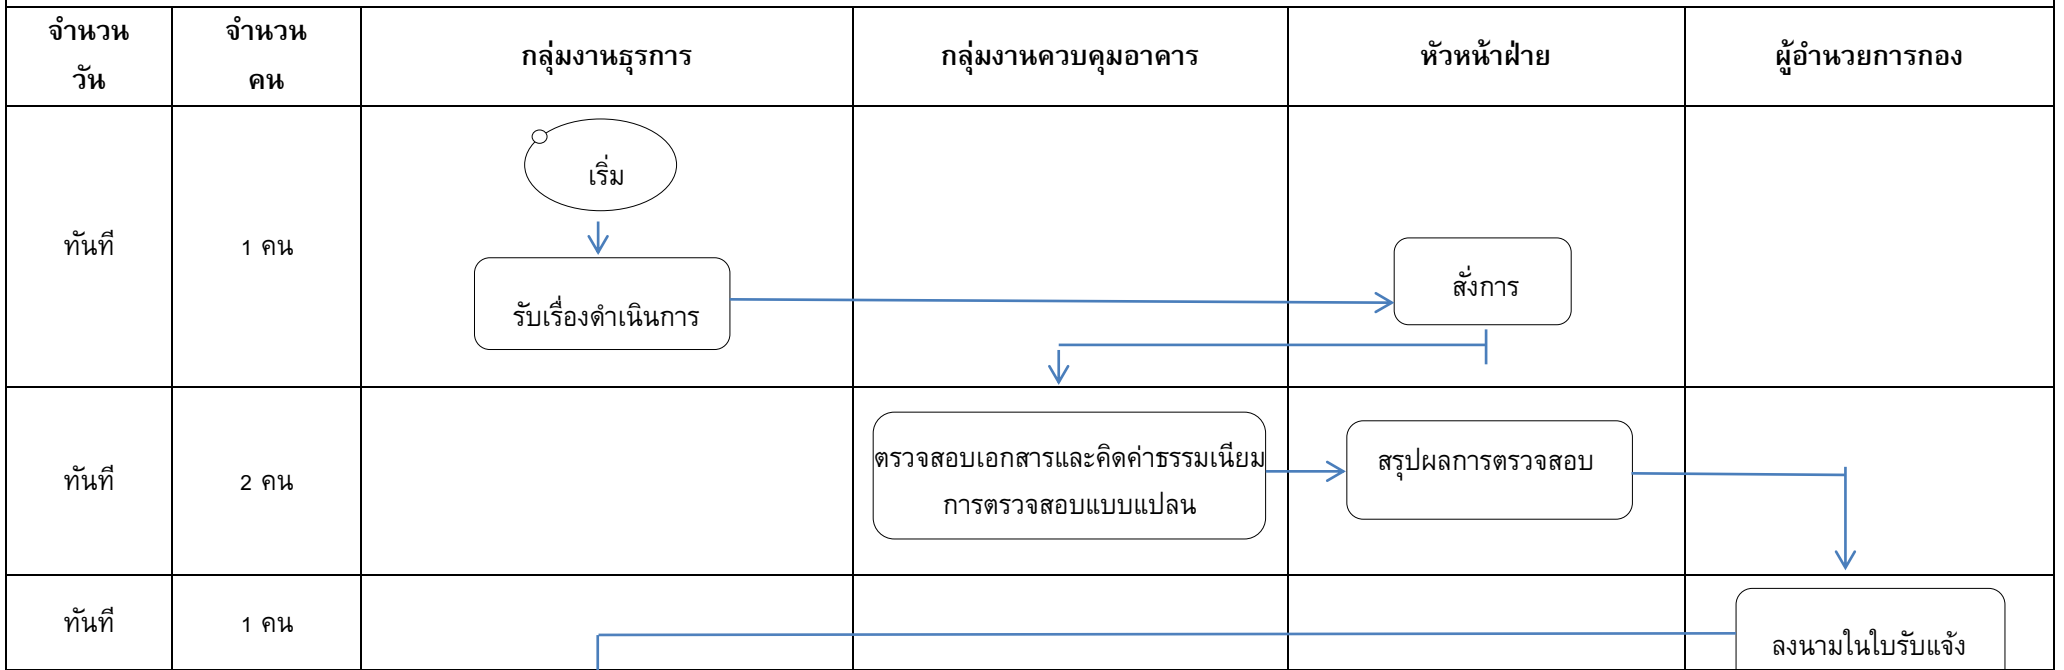 จำนวน
วัน
จำนวน
คน
กลุ่มงานธุรการ
กลุ่มงานควบคุมอาคาร
หัวหน้าฝ่าย
ผู้อำนวยการกอง
ทันที
1 คน
เริ่ม
รับเรื่องดำเนินการ
สั่งการ
ทันที
2 คน
ตรวจสอบเอกสารและคิดค่าธรรมเนียม
การตรวจสอบแบบแปลน
สรุปผลการตรวจสอบ
ทันที
1 คน
ลงนามในใบรับแจ้ง